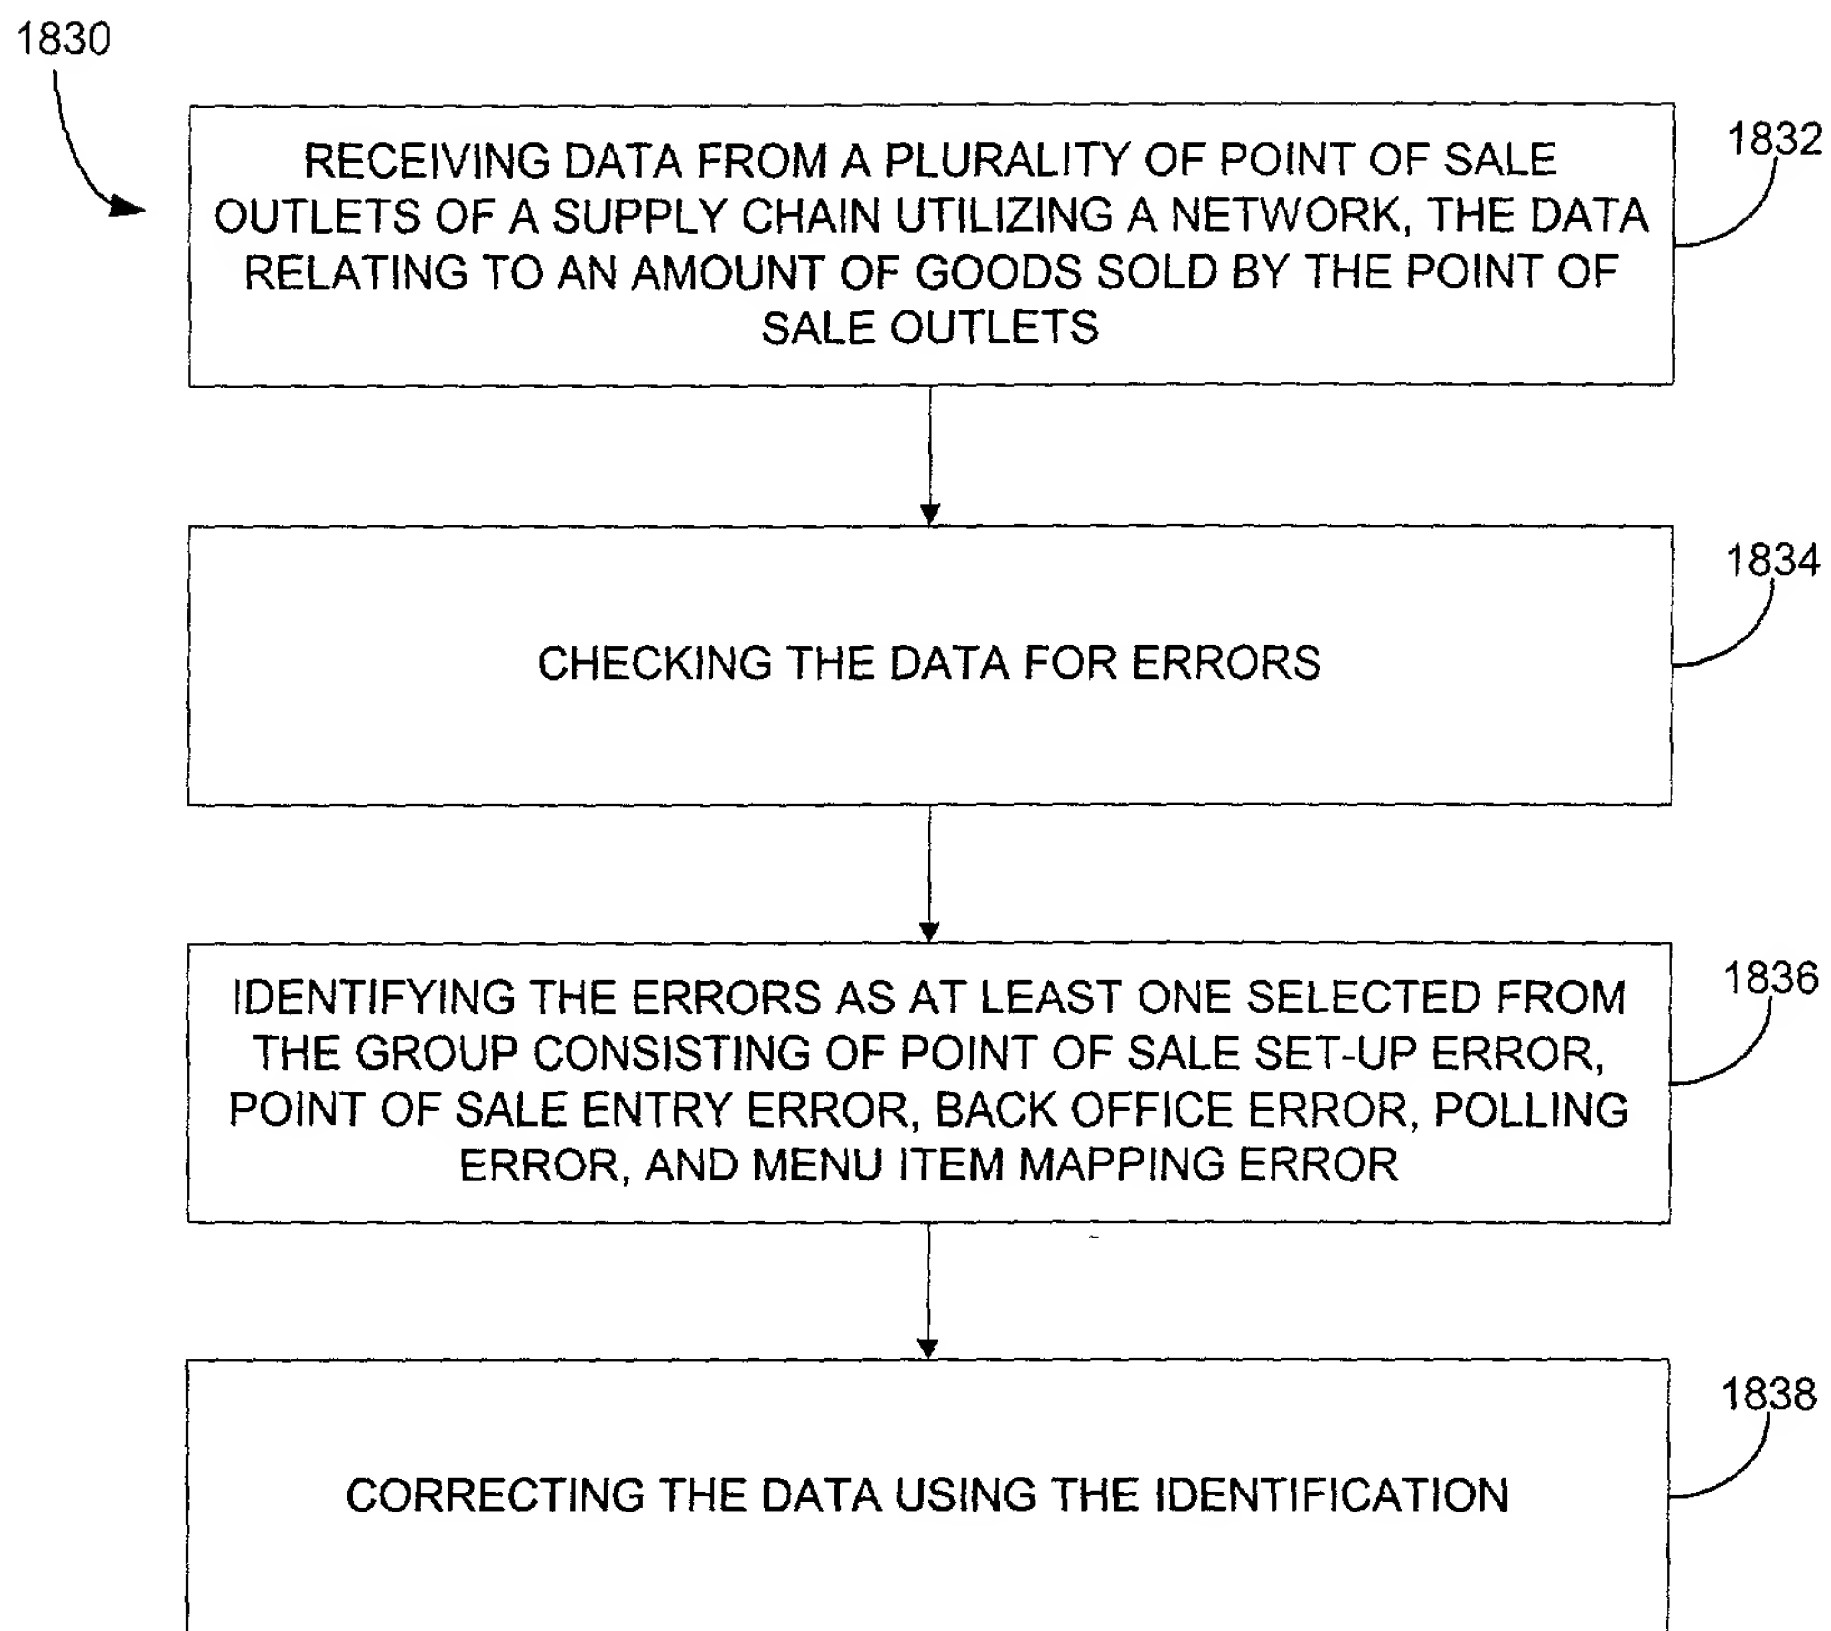 1830
RECEIVING DATA FROM A PLURALITY OF POINT OF SALE
OUTLETS OF A SUPPLY CHAIN UTILIZING A NETWORK, THE DATA
RELATING TO AN AMOUNT OF GOODS SOLD BY THE POINT OF
SALE OUTLETS
1832
CHECKING THE DATA FOR ERRORS
1834
IDENTIFYING THE ERRORS AS AT LEAST ONE SELECTED FROM
THE GROUP CONSISTING OF POINT OF SALE SET-UP ERROR,
POINT OF SALE ENTRY ERROR, BACK OFFICE ERROR, POLLING
ERROR, AND MENU ITEM MAPPING ERROR
1836
CORRECTING THE DATA USING THE IDENTIFICATION
1838